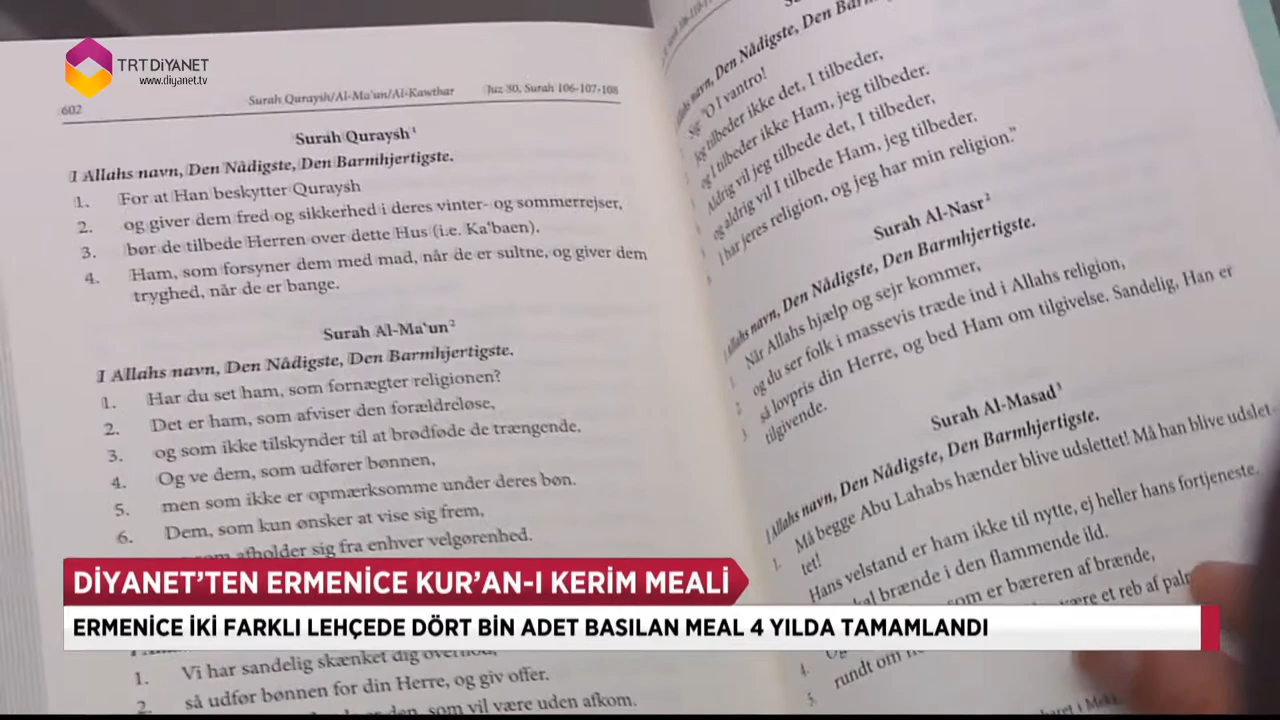 TRT DİYANET
www.diyanet.tv
602
Surah Quraysh/Al-Ma'un/Al-Kawthar
Juz 30, Surah 106-107-108
Surah Quraysh¹
I Allahs navn, Den Nådigste, Den Barmhjertigste.
1. For at Han beskytter Quraysh
2. og giver dem fred og sikkerhed i deres vinter- og sommerrejser,
3. bør de tilbede Herren over dette Hus (i.e. Ka'baen).
4. Ham, som forsyner dem med mad, når de er sultne, og giver dem
tryghed, når de er bange.
Surah Al-Ma'un²
I Allahs navn, Den Nådigste, Den Barmhjertigste.
1. Har du set ham, som fornægter religionen?
2. Det er ham, som afviser den forældreløse,
3. og som ikke tilskynder til at brødføde de trængende.
4. Og ve dem, som udfører bønnen,
5. men som ikke er opmærksomme under deres bøn.
6. Dem, som kun ønsker at vise sig frem,
afholder sig fra enhver velgørenhed.
1. Vi har sandelig skænket dig
2. så udfør bønnen for din Herre, og giv offer.
den, som vil være uden afkom.
navn, Den Nådigste, Den
Sig: "O I vantro!
Jeg tilbeder ikke det, I tilbeder,
og I tilbeder ikke Ham, jeg tilbeder.
Aldrig vil jeg tilbede det, I tilbeder,
og aldrig vil I tilbede Ham, jeg tilbeder.
I har jeres religion, og jeg har min religion."
Surah Al-Nasr²
I Allahs navn, Den Nådigste, Den Barmhjertigste.
Når Allahs hjælp og sejr kommer,
og du ser folk i massevis træde ind i Allahs religion,
så lovpris din Herre, og bed Ham om tilgivelse. Sandelig, Han er
tilgivende.
Surah Al-Masad³
I Allahs navn, Den Nådigste, Den Barmhjertigste.
1. Må begge Abu Lahabs hænder blive udslettet! Må han blive udslet-
tet!
Hans velstand er ham ikke til nytte, ej heller hans fortjeneste.
brænde i den flammende ild.
som er bæreren af brænde,
et reb af
4. Og
5. rundt om
DİYANET'TEN ERMENİCE KUR'AN-I KERİM MEALİ
ERMENİCE İKİ FARKLI LEHÇEDE DÖRT BİN ADET BASILAN MEAL 4 YILDA TAMAMLANDI